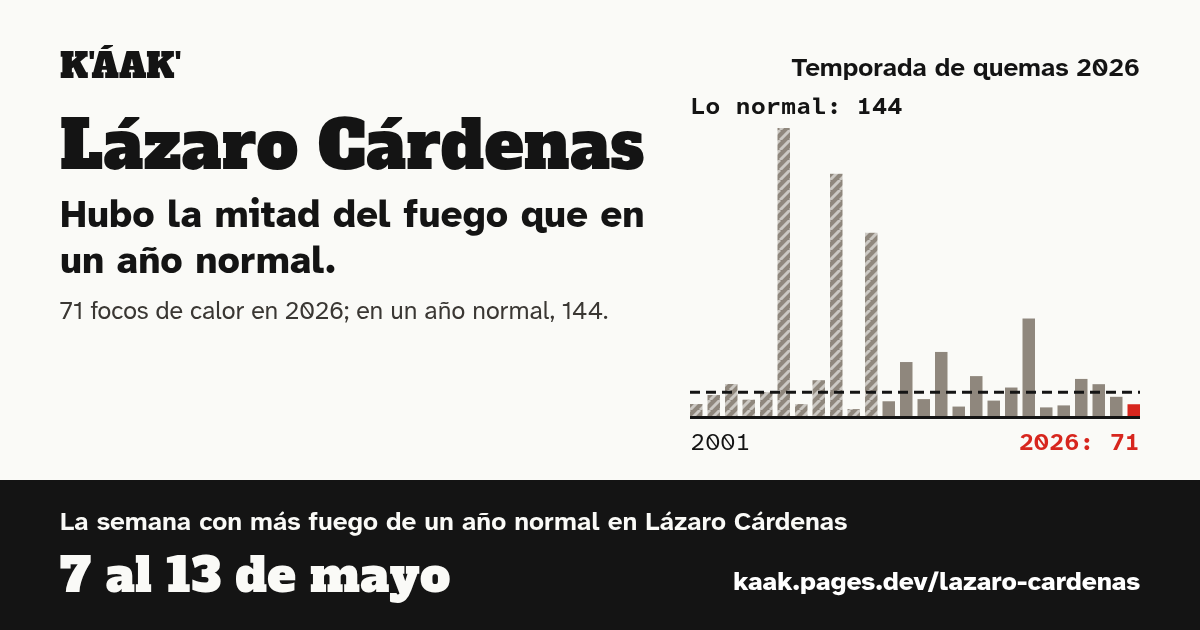 K'ÁAK'
Lázaro Cárdenas
Hubo la mitad del fuego que en
un año normal.
71 focos de calor en 2026; en un año normal, 144.
Temporada de quemas 2026
Lo normal: 144
2001
2026: 71
La semana con más fuego de un año normal en Lázaro Cárdenas
7 al 13 de mayo
kaak.pages.dev/lazaro-cardenas